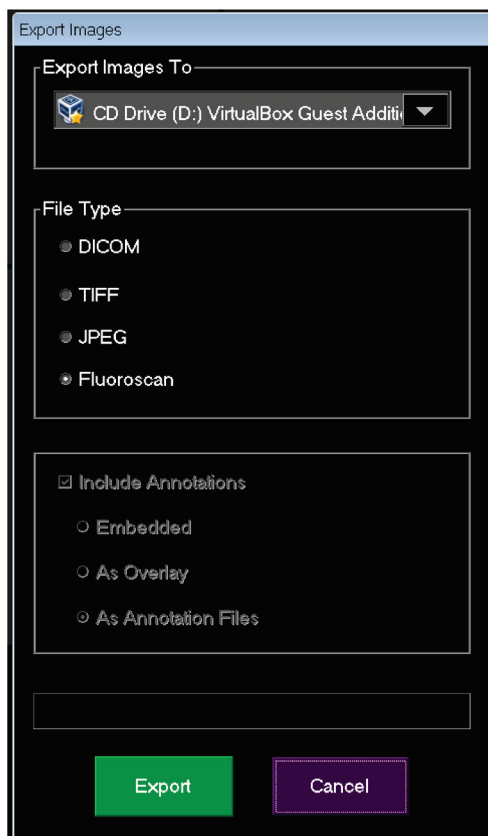 Export Images
Export Images To
CD Drive (D:) VirtualBox Guest Additi
File Type
DICOM
TIFF
JPEG
Fluoroscan
Include Annotations
Embedded
As Overlay
As Annotation Files
Export
Cancel